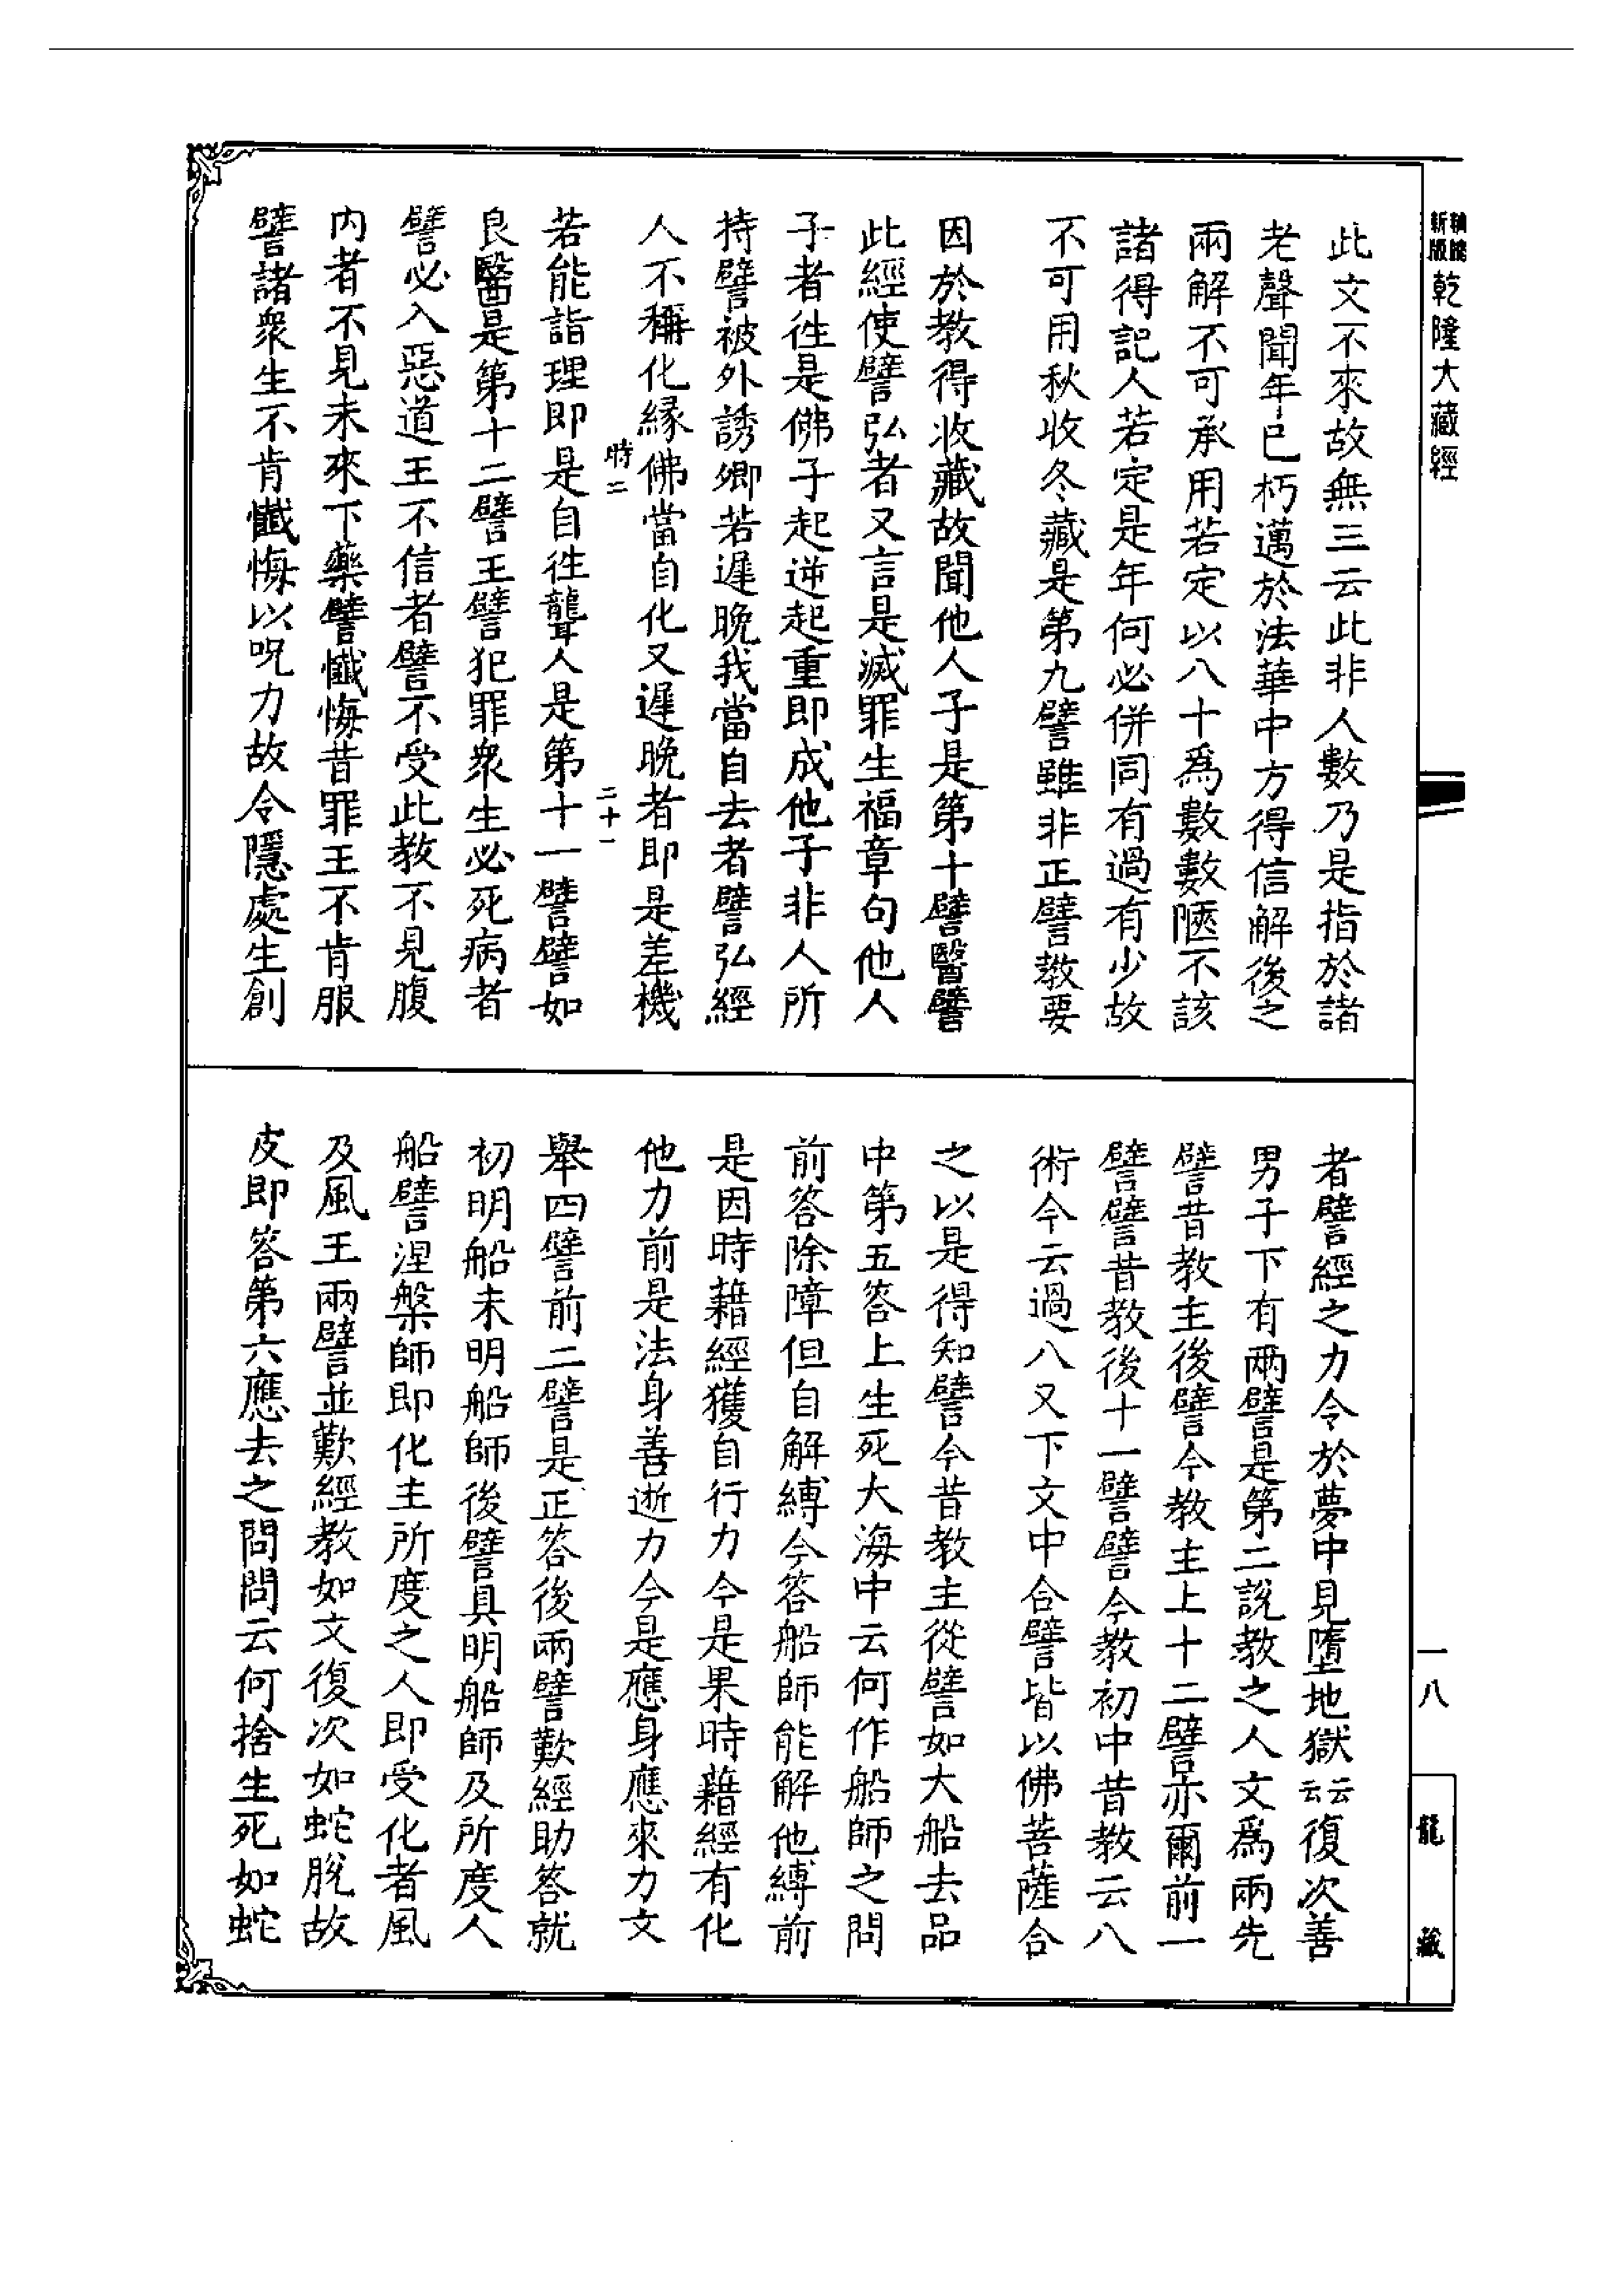 新編
縮版
乾隆大藏經
此文不來故無三云此非人數乃是指於諸
老聲聞年已朽邁於法華中方得信解後之
兩解不可承用若定以八十為數數陋不該
諸得記人若定是年何必併同有過有少故
不可用秋收冬藏是第九譬雖非正譬教要
因於教得收藏故聞他人子是第十譬醫譬
此經使譬弘者又言是滅罪生福章句他人
子者徃是佛子起逆起重即成他子非人所
持譬被外誘卿若遲晚我當自去者譬弘經
人不稱化緣佛當自化又遲晚者即是差機
時二
二十一
若能詣理即是自徃聾人是第十一譬譬如
良醫是第十二譬王譬犯罪衆生必死病者
譬必入惡道王不信者譬不受此教不見腹
內者不見未來下藥譬懺悔昔罪王不肯服
譬諸衆生不肯懺悔以呪力故令隱處生創
者譬經之力令於夢中見墮地獄云云復次善
男子下有兩譬是第二說教之人文為兩先
譬昔教主後譬今教主上十二譬亦爾前一
譬譬昔教後十一譬譬今教初中昔教云八
術今云過八又下文中合譬皆以佛菩薩合
之以是得知譬今昔教主從譬如大船去品
中第五答上生死大海中云何作船師之問
前答除障但自解縛今答船師能解他縛前
是因時藉經獲自行力今是果時藉經有化
他力前是法身善逝力今是應身應來力文
舉四譬前二譬是正答後兩譬歎經助答就
初明船未明船師後譬具明船師及所度人
船譬涅槃師即化主所度之人即受化者風
及風王兩譬並歎經教如文復次如蛇脫故
皮即答第六應去之問問云何捨生死如蛇
一八
龍藏